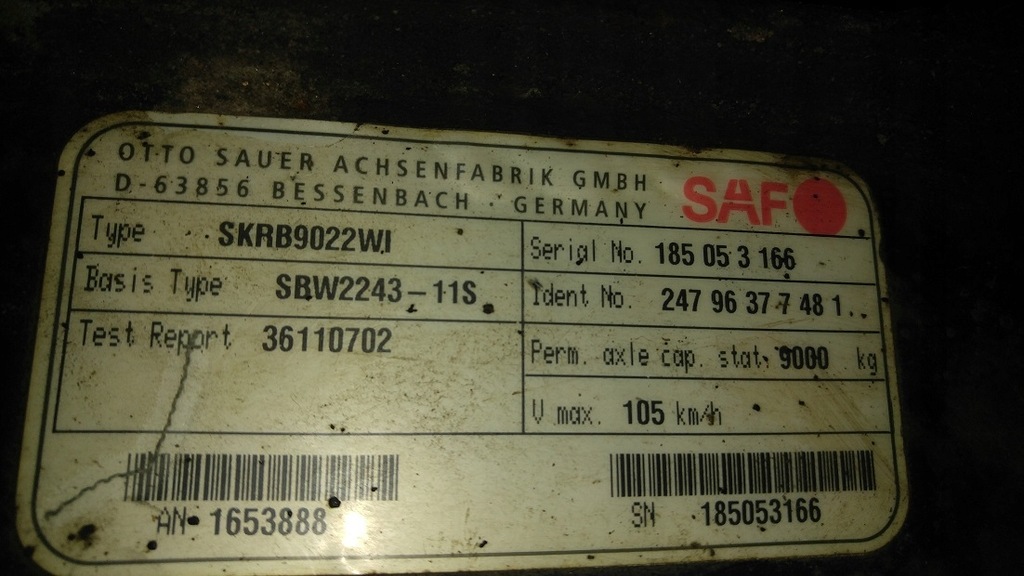 OTTO SAUER ACHSENFABRIK GMBH
D-63856 BESSENBACH · GERMANY
SAF
Type SKRB9022WI
Serial No. 185 05 3 166
Basis Type SBW2243-11S
Ident No. 247 96 37 7 48 1..
Test Report 36110702
Perm. axle cap. stat. 9000 kg
V max. 105 km/h
AN 1653888
SN 185053166